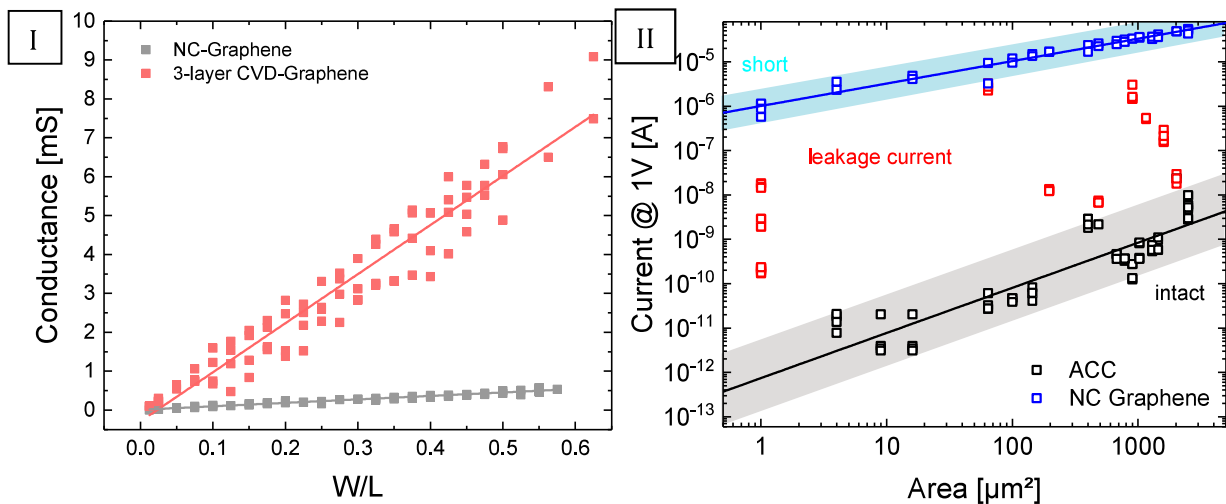 I
Conductance [mS]
10
9
8
7
6
5
4
3
2
1
0
NC-Graphene
3-layer CVD-Graphene
0.0 0.1 0.2 0.3 0.4 0.5 0.6
W/L
II
Current @ 1V [A]
10⁻⁵
10⁻⁶
10⁻⁷
10⁻⁸
10⁻⁹
10⁻¹⁰
10⁻¹¹
10⁻¹²
10⁻¹³
short
leakage current
intact
ACC
NC Graphene
1 10 100 1000
Area [µm²]